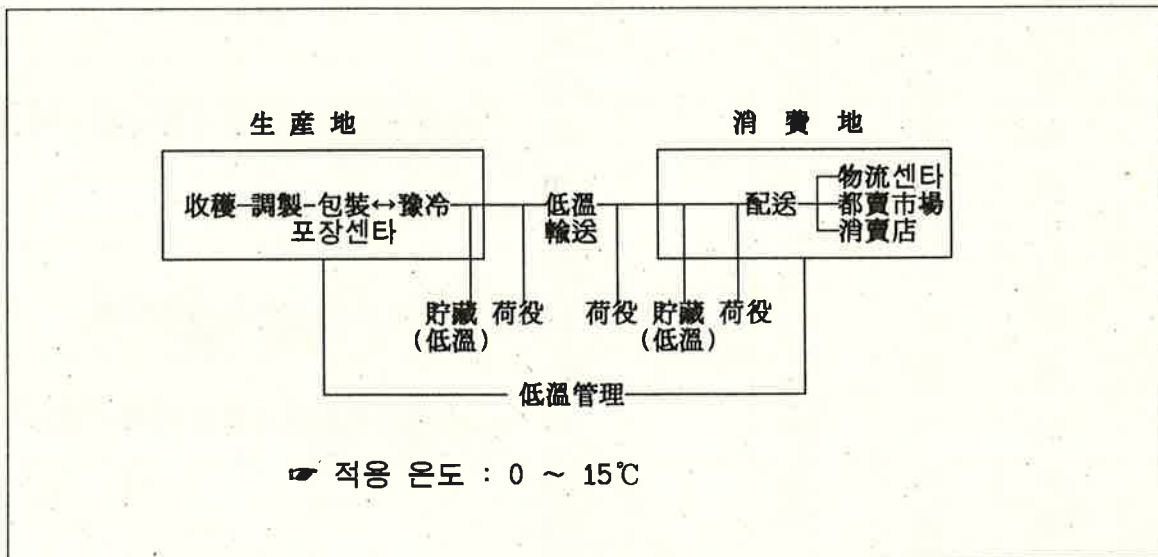 生 産 地
消 費 地
收穫-調製-包裝↔豫冷
포장센타
低溫
輸送
配送
物流센타
都賣市場
消賣店
貯藏
(低溫)
荷役
荷役
貯藏
(低溫)
荷役
低溫管理
☞ 적용 온도 : 0 ~ 15℃